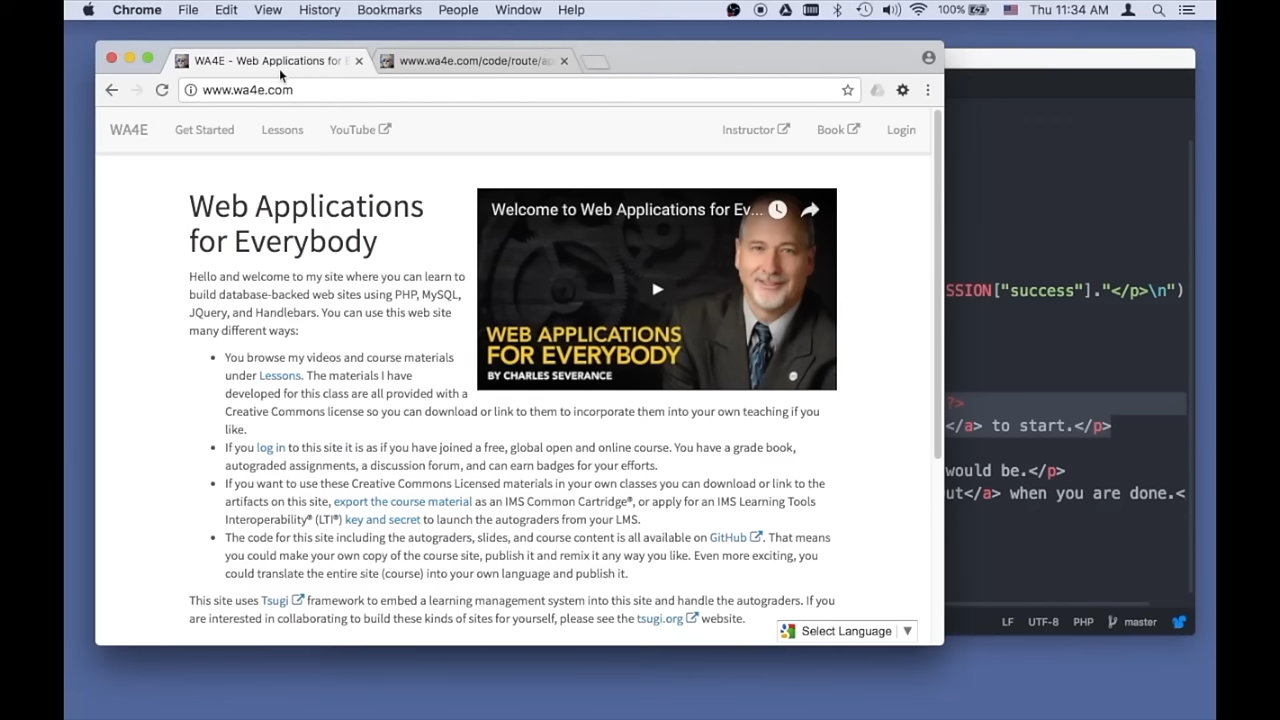 Chrome File Edit View History Bookmarks People Window Help 100% Thu 11:34 AM
WA4E - Web Applications for E
www.wa4e.com/code/route/ap
www.wa4e.com
WA4E Get Started Lessons YouTube Instructor Book Login
Web Applications
for Everybody
Hello and welcome to my site where you can learn to
build database-backed web sites using PHP, MySQL,
JQuery, and Handlebars. You can use this web site
many different ways:
You browse my videos and course materials
under Lessons. The materials I have
developed for this class are all provided with a
Creative Commons license so you can download or link to them to incorporate them into your own teaching if you
like.
If you log in to this site it is as if you have joined a free, global open and online course. You have a grade book,
autograded assignments, a discussion forum, and can earn badges for your efforts.
If you want to use these Creative Commons Licensed materials in your own classes you can download or link to the
artifacts on this site, export the course material as an IMS Common Cartridge®, or apply for an IMS Learning Tools
Interoperability® (LTI®) key and secret to launch the autograders from your LMS.
The code for this site including the autograders, slides, and course content is all available on GitHub. That means
you could make your own copy of the course site, publish it and remix it any way you like. Even more exciting, you
could translate the entire site (course) into your own language and publish it.
This site uses Tsugi framework to embed a learning management system into this site and handle the autograders. If you
are interested in collaborating to build these kinds of sites for yourself, please see the tsugi.org website.
Select Language
Welcome to Web Applications for Ev...
WEB APPLICATIONS
FOR EVERYBODY
BY CHARLES SEVERANCE
SSION["success"]."</p>\n")
?>
</a> to start.</p>
would be.</p>
ut</a> when you are done.<
LF UTF-8 PHP master